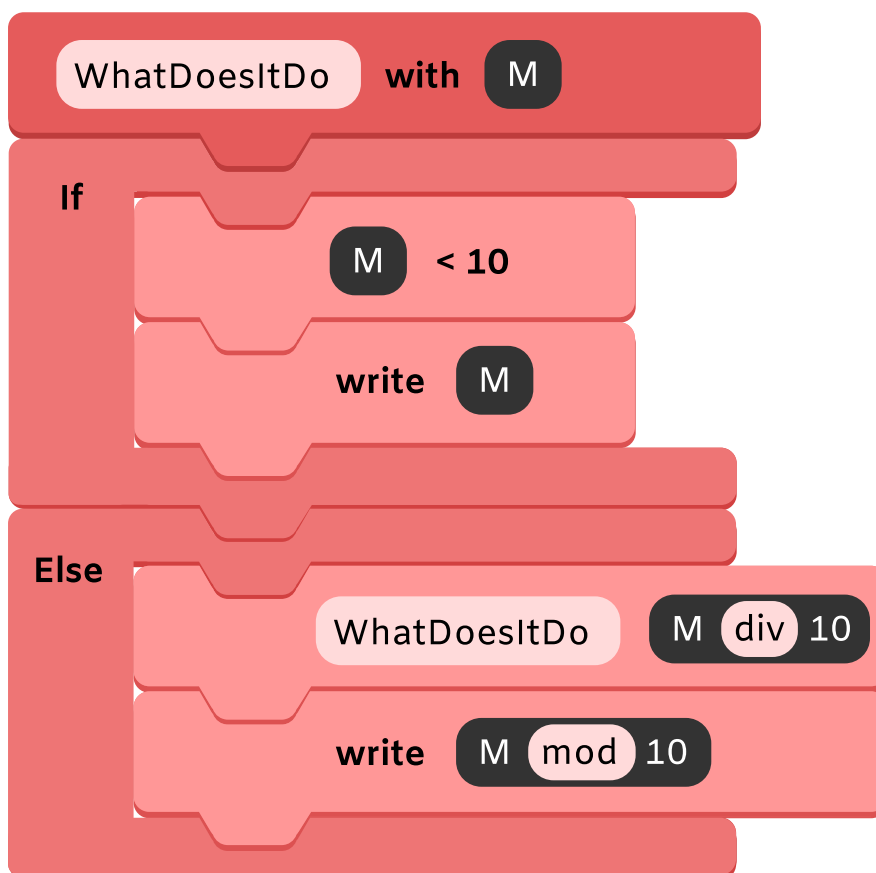 WhatDoesItDo with M
If
M < 10
write M
Else
WhatDoesItDo M div 10
write M mod 10